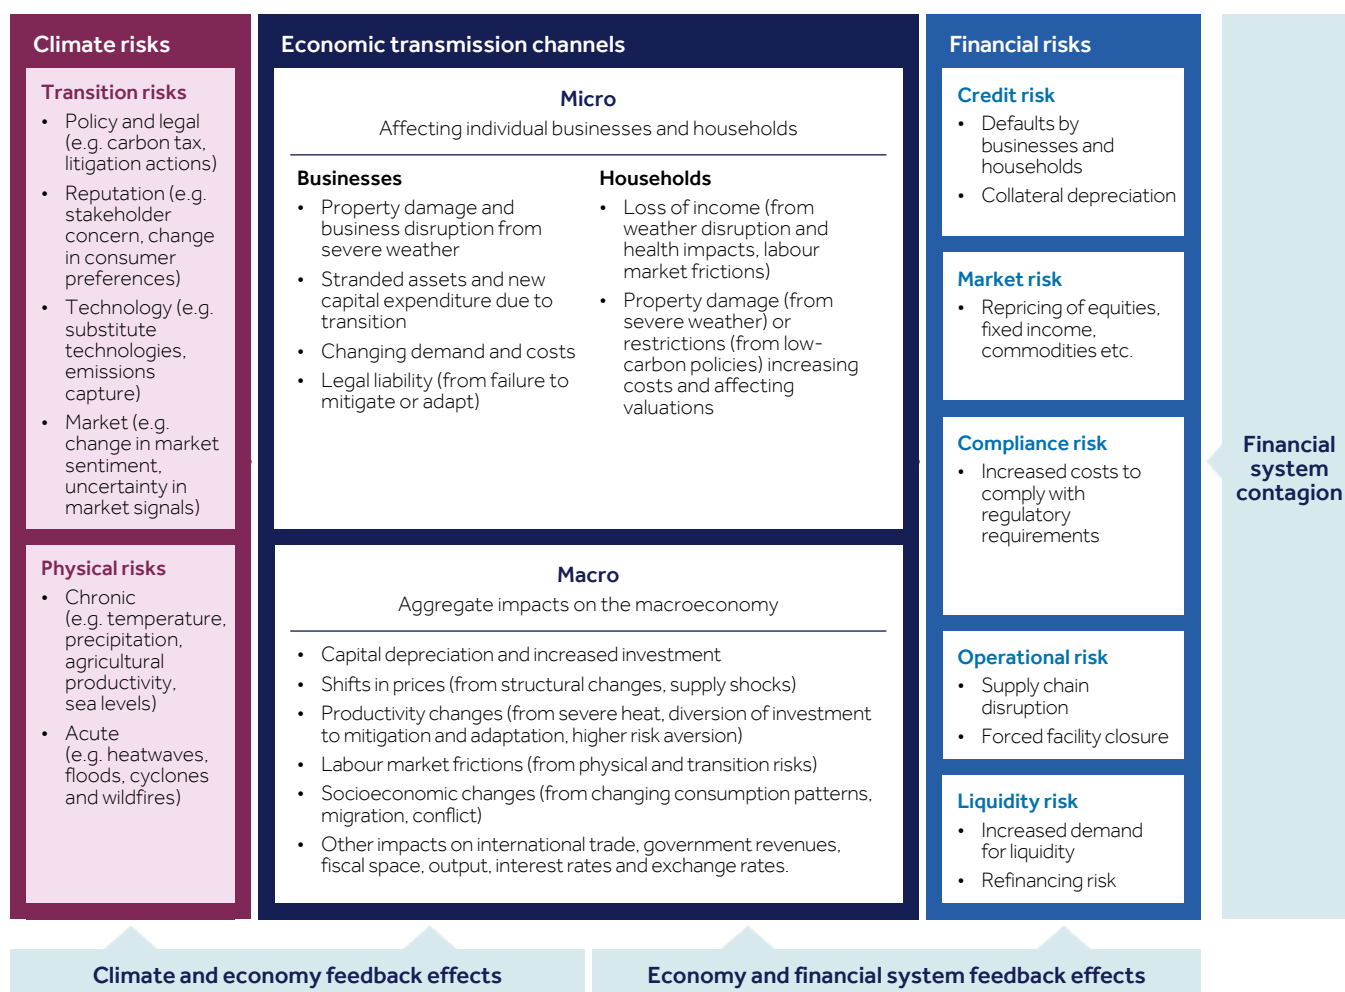 Climate risks
Transition risks
• Policy and legal
(e.g. carbon tax,
litigation actions)
• Reputation (e.g.
stakeholder
concern, change
in consumer
preferences)
• Technology (e.g.
substitute
technologies,
emissions
capture)
• Market (e.g.
change in market
sentiment,
uncertainty in
market signals)
Physical risks
• Chronic
(e.g. temperature,
precipitation,
agricultural
productivity,
sea levels)
• Acute
(e.g. heatwaves,
floods, cyclones
and wildfires)
Economic transmission channels
Micro
Affecting individual businesses and households
Businesses
• Property damage and
business disruption from
severe weather
• Stranded assets and new
capital expenditure due to
transition
• Changing demand and costs
• Legal liability (from failure to
mitigate or adapt)
Households
• Loss of income (from
weather disruption and
health impacts, labour
market frictions)
• Property damage (from
severe weather) or
restrictions (from low-
carbon policies) increasing
costs and affecting
valuations
Macro
Aggregate impacts on the macroeconomy
• Capital depreciation and increased investment
• Shifts in prices (from structural changes, supply shocks)
• Productivity changes (from severe heat, diversion of investment
to mitigation and adaptation, higher risk aversion)
• Labour market frictions (from physical and transition risks)
• Socioeconomic changes (from changing consumption patterns,
migration, conflict)
• Other impacts on international trade, government revenues,
fiscal space, output, interest rates and exchange rates.
Financial risks
Credit risk
• Defaults by
businesses and
households
• Collateral depreciation
Market risk
• Repricing of equities,
fixed income,
commodities etc.
Compliance risk
• Increased costs to
comply with
regulatory
requirements
Operational risk
• Supply chain
disruption
• Forced facility closure
Liquidity risk
• Increased demand
for liquidity
• Refinancing risk
Financial
system
contagion
Climate and economy feedback effects
Economy and financial system feedback effects